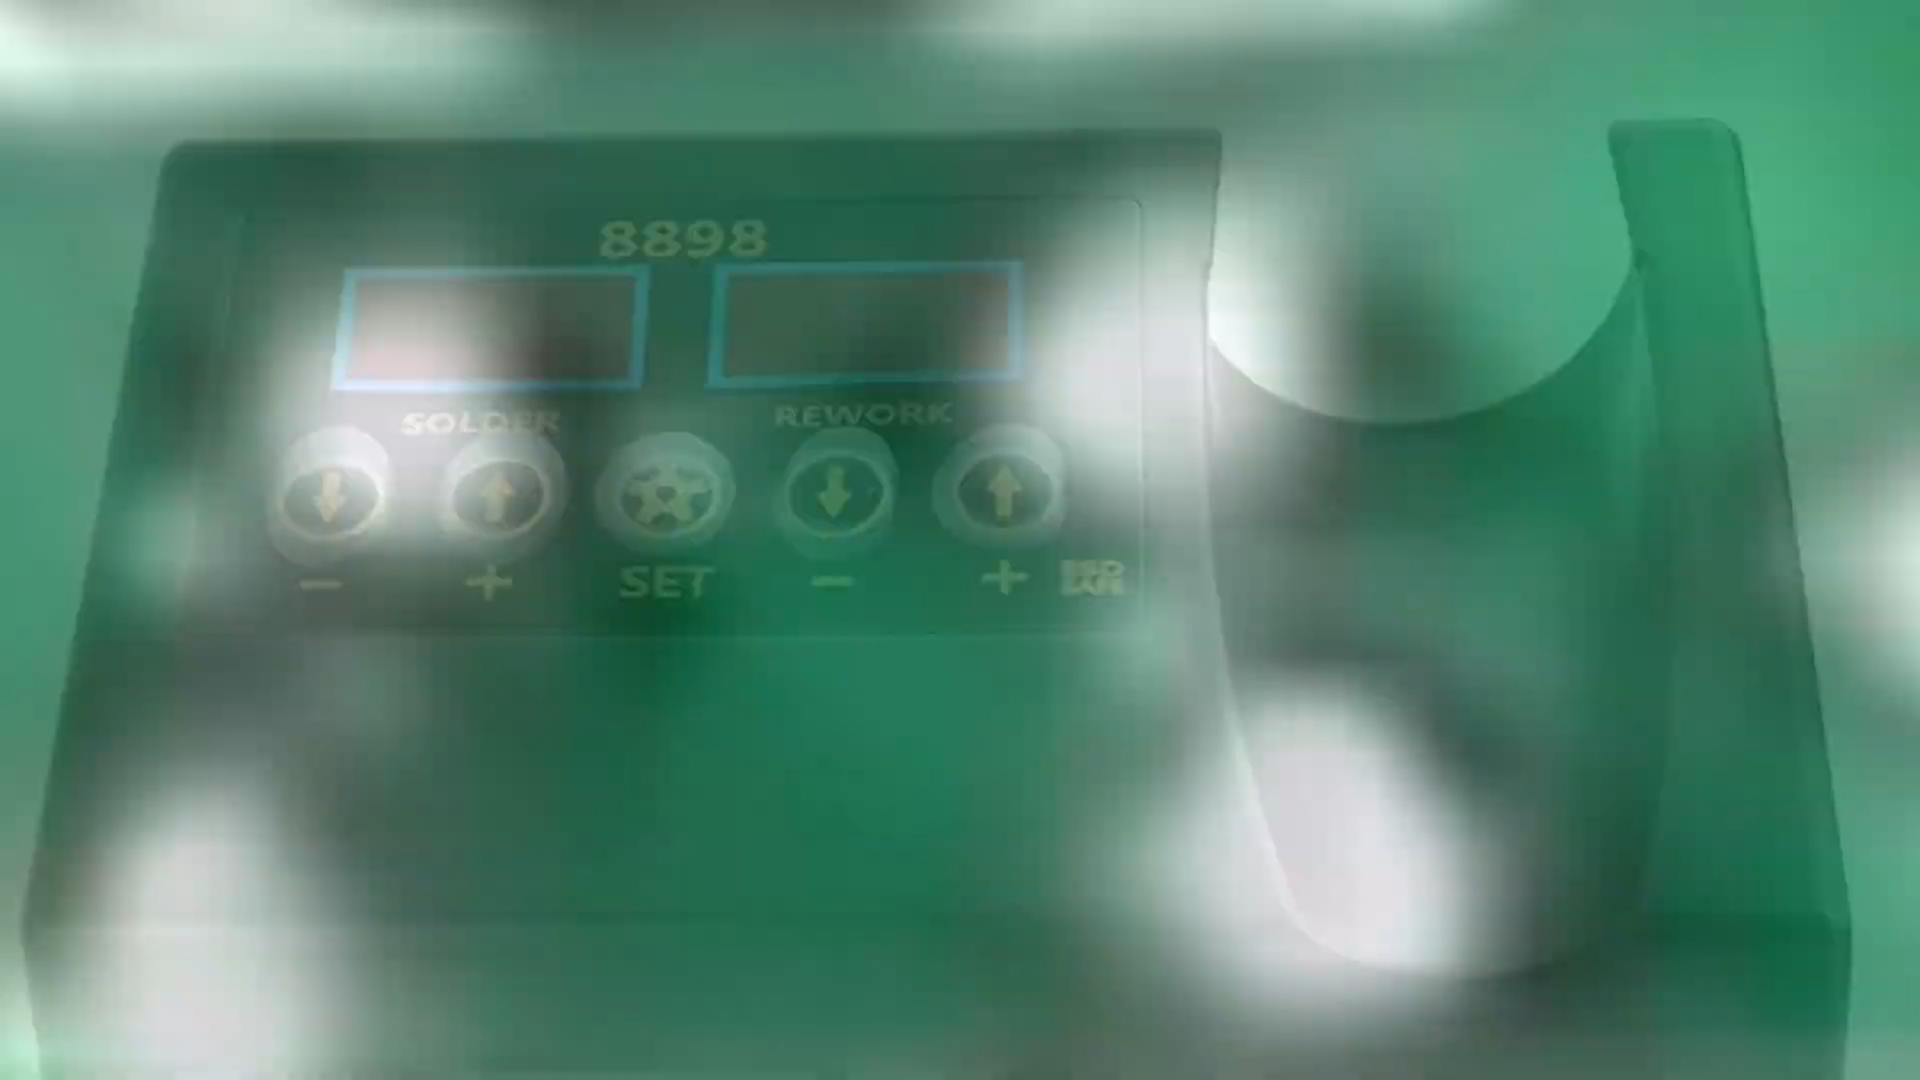 8898
SOLDER REWORK
− + SET − +